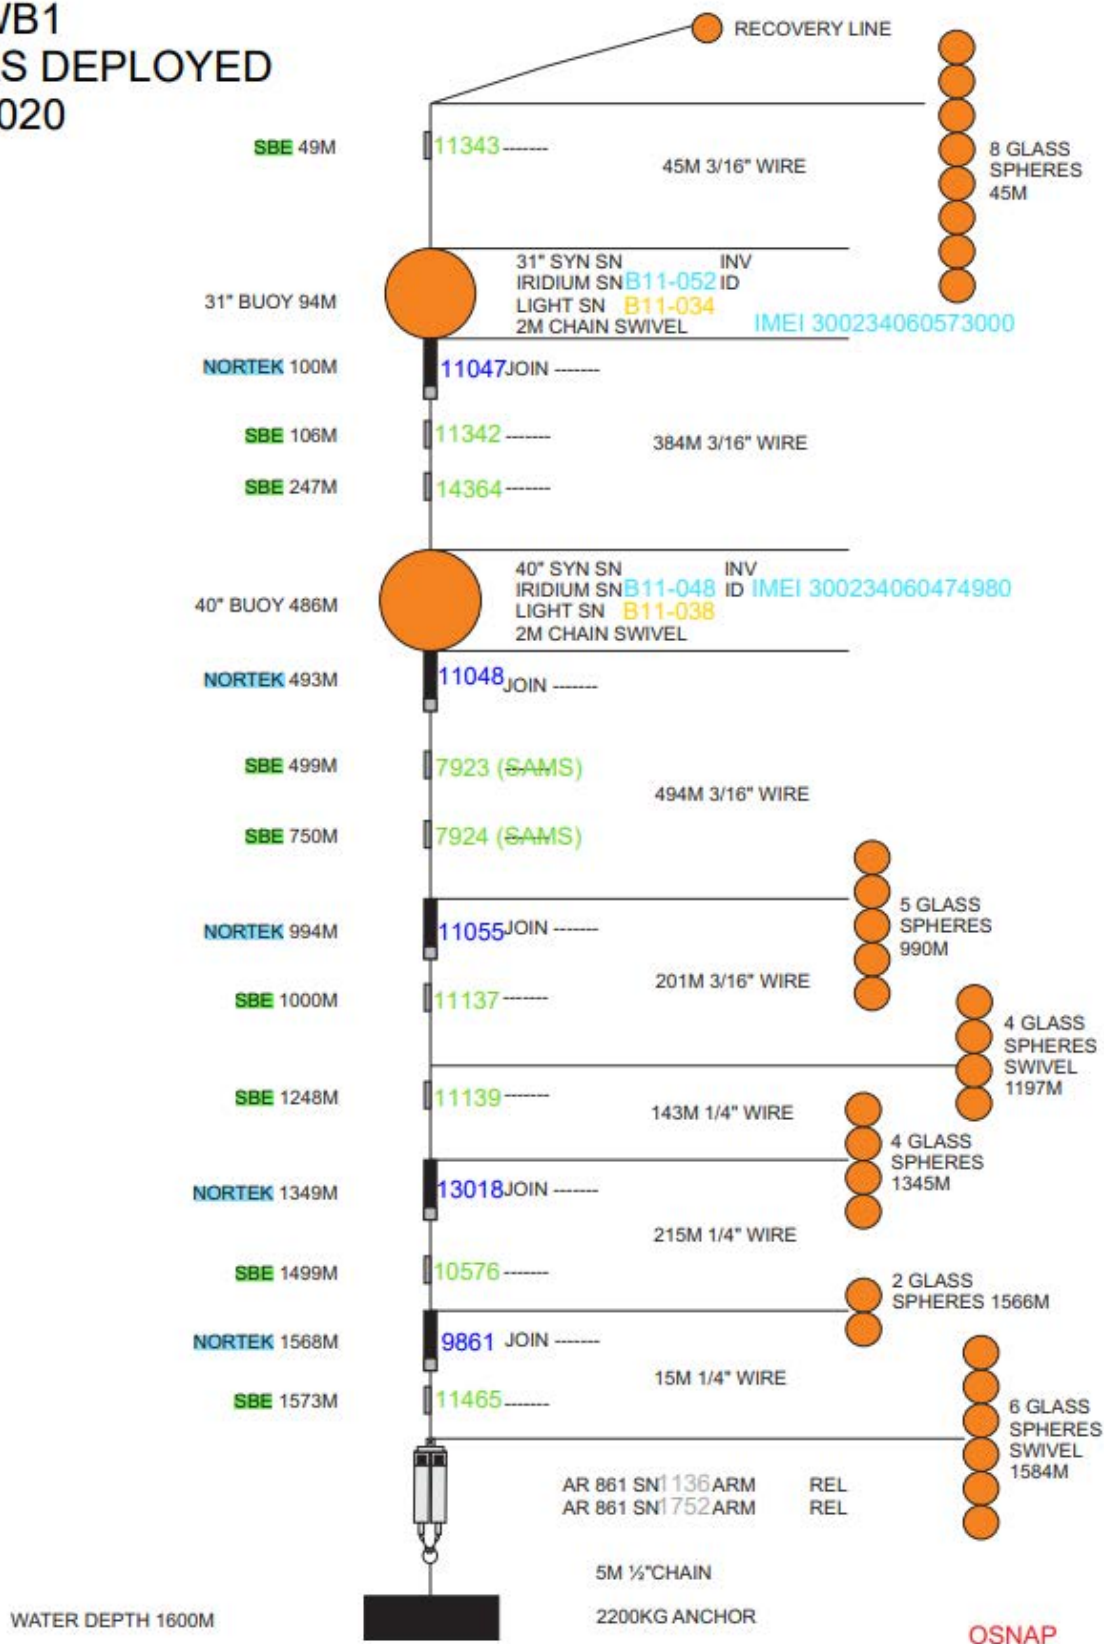 WB1
S DEPLOYED
020
RECOVERY LINE
SBE 49M
11343 -------
45M 3/16" WIRE
8 GLASS
SPHERES
45M
31" SYN SN INV
IRIDIUM SN B11-052 ID
LIGHT SN B11-034
2M CHAIN SWIVEL
IMEI 300234060573000
31" BUOY 94M
NORTEK 100M
11047 JOIN -------
SBE 106M
11342 -------
384M 3/16" WIRE
SBE 247M
14364 -------
40" SYN SN INV
IRIDIUM SN B11-048 ID IMEI 300234060474980
LIGHT SN B11-038
2M CHAIN SWIVEL
40" BUOY 486M
NORTEK 493M
11048 JOIN -------
SBE 499M
7923 (SAMS)
494M 3/16" WIRE
SBE 750M
7924 (SAMS)
5 GLASS
SPHERES
990M
NORTEK 994M
11055 JOIN -------
201M 3/16" WIRE
SBE 1000M
11137 -------
4 GLASS
SPHERES
SWIVEL
1197M
SBE 1248M
11139 -------
143M 1/4" WIRE
4 GLASS
SPHERES
1345M
NORTEK 1349M
13018 JOIN -------
215M 1/4" WIRE
SBE 1499M
10576 -------
2 GLASS
SPHERES 1566M
NORTEK 1568M
9861 JOIN -------
15M 1/4" WIRE
SBE 1573M
11465 -------
6 GLASS
SPHERES
SWIVEL
1584M
AR 861 SN 1136 ARM REL
AR 861 SN 1752 ARM REL
5M ½"CHAIN
WATER DEPTH 1600M
2200KG ANCHOR
OSNAP